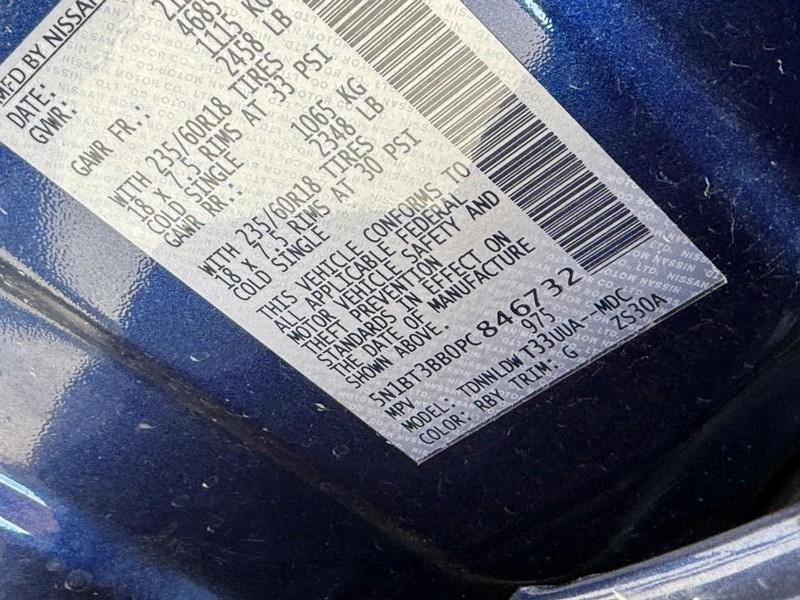 MFD BY NISSAN
DATE:
GVWR: 4685
GAWR FR.: 1115 KG
2458 LB
WITH 235/60R18 TIRES
18 X 7.5 RIMS AT 33 PSI
COLD SINGLE
GAWR RR.: 1065 KG
2348 LB
WITH 235/60R18 TIRES
18 X 7.5 RIMS AT 30 PSI
COLD SINGLE
THIS VEHICLE CONFORMS TO
ALL APPLICABLE FEDERAL
MOTOR VEHICLE SAFETY AND
THEFT PREVENTION
STANDARDS IN EFFECT ON
THE DATE OF MANUFACTURE
SHOWN ABOVE.
5N1BT3BB0PC846732
MPV 975
MODEL: TDNNLDW T33UUA--MDC
COLOR: RBY TRIM: G ZS30A